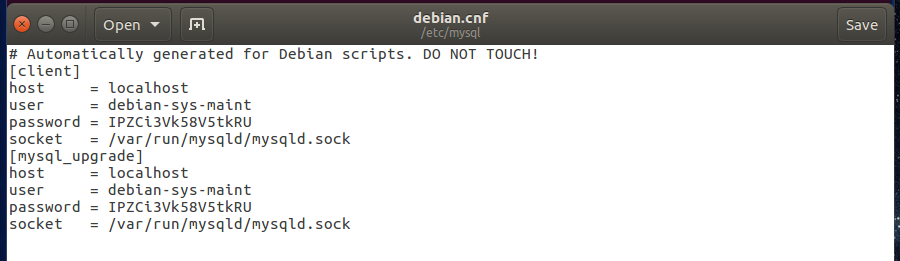 Open
debian.cnf
/etc/mysql
Save
# Automatically generated for Debian scripts. DO NOT TOUCH!
[client]
host     = localhost
user     = debian-sys-maint
password = IPZCi3Vk58V5tkRU
socket   = /var/run/mysqld/mysqld.sock
[mysql_upgrade]
host     = localhost
user     = debian-sys-maint
password = IPZCi3Vk58V5tkRU
socket   = /var/run/mysqld/mysqld.sock